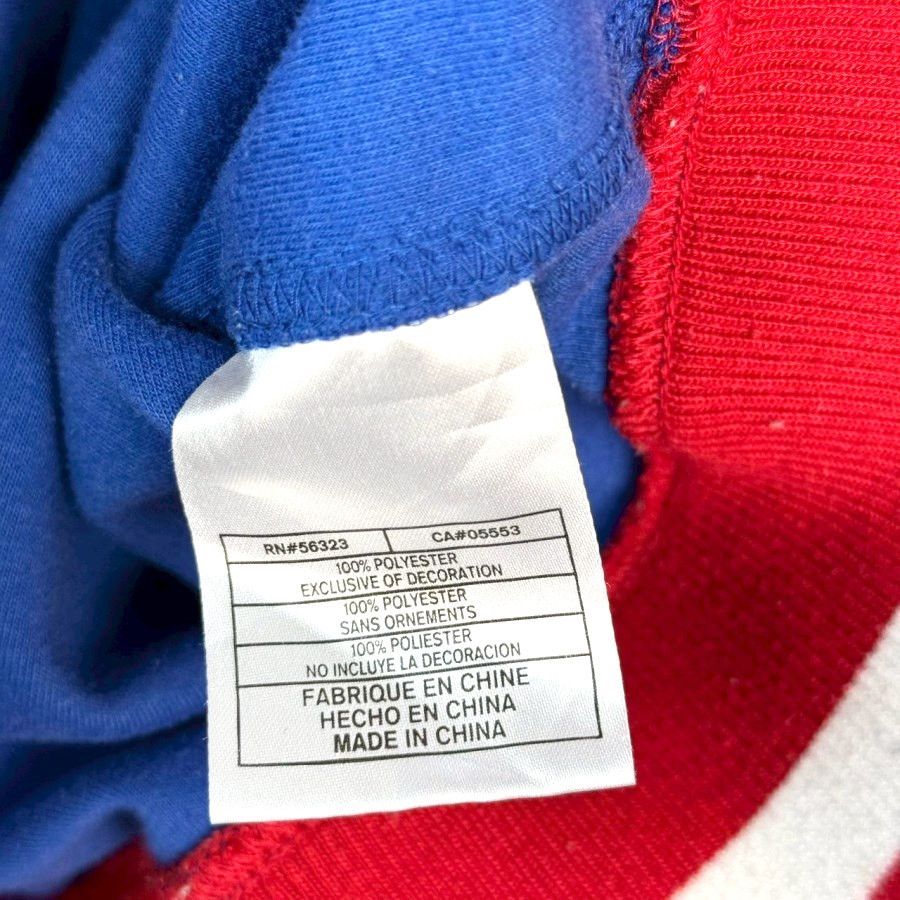 RN#56323 CA#05553
100% POLYESTER
EXCLUSIVE OF DECORATION
100% POLYESTER
SANS ORNEMENTS
100% POLIESTER
NO INCLUYE LA DECORACION
FABRIQUE EN CHINE
HECHO EN CHINA
MADE IN CHINA